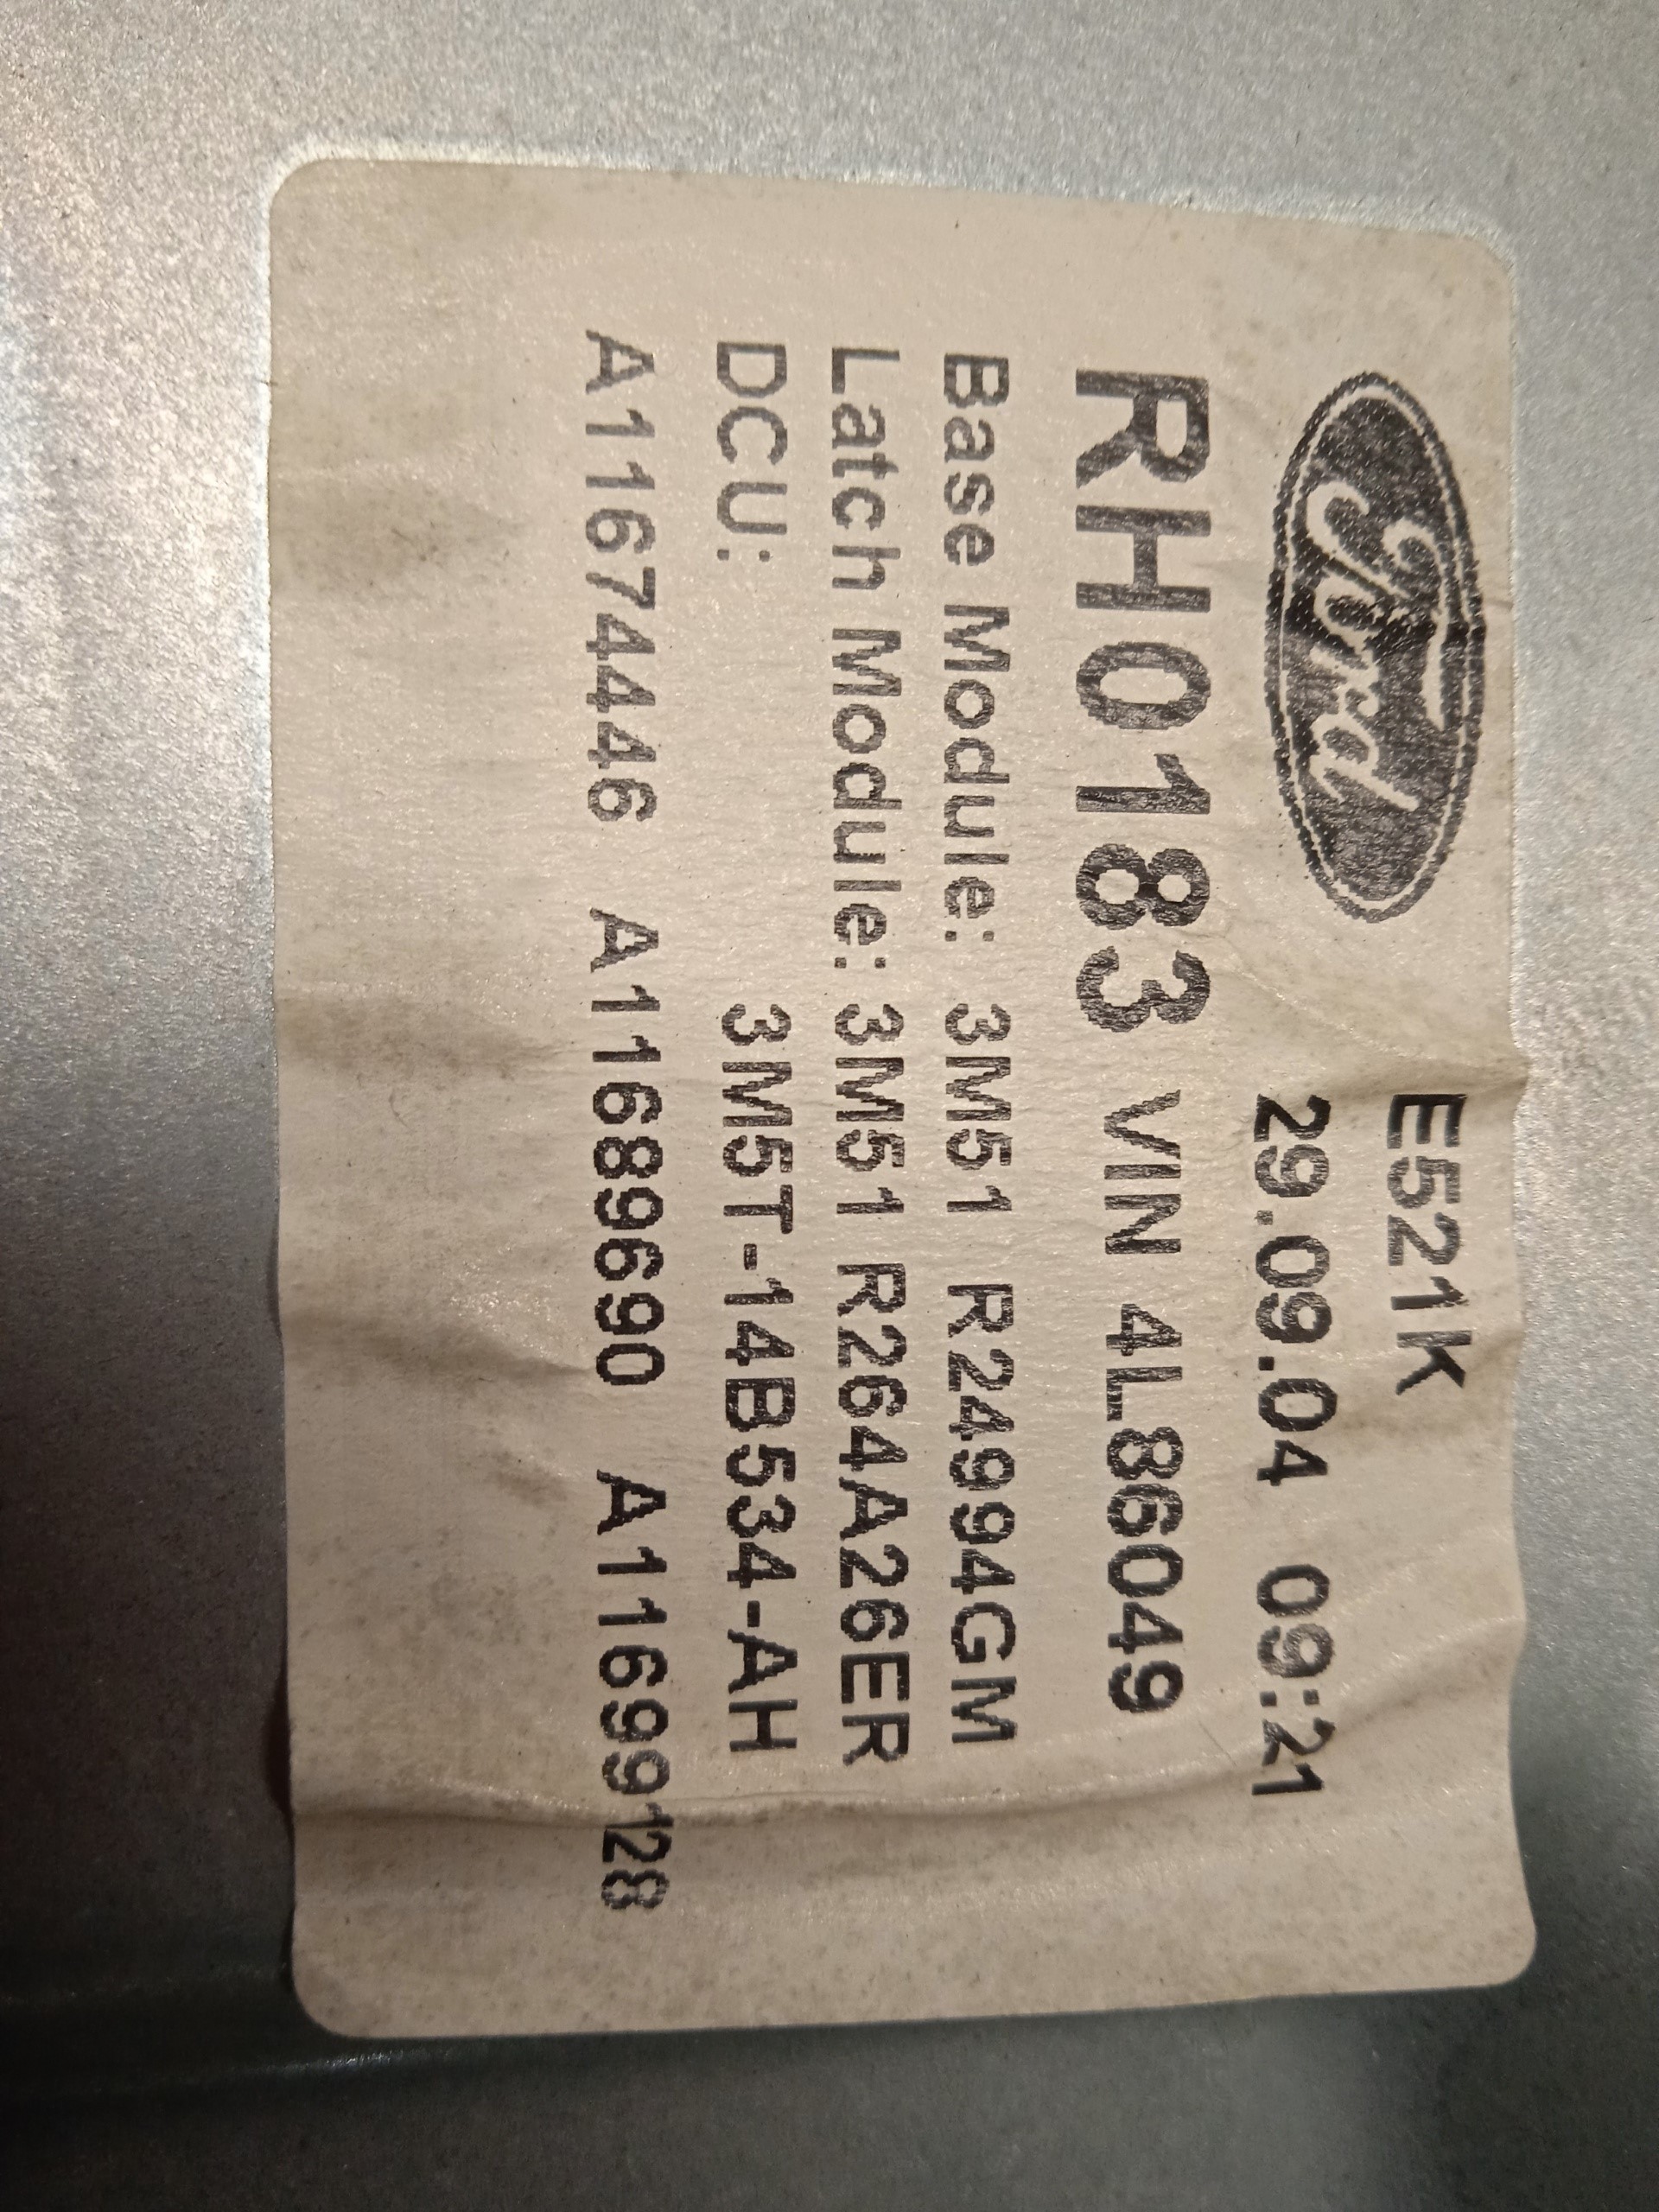 Ford
E521K
29.09.04 09:21
RH0183 VIN 4L86049
Base Module: 3M51 R24994GM
Latch Module: 3M51 R264A26ER
DCU: 3M5T-14B534-AH
A11674446 A11689690 A11699128